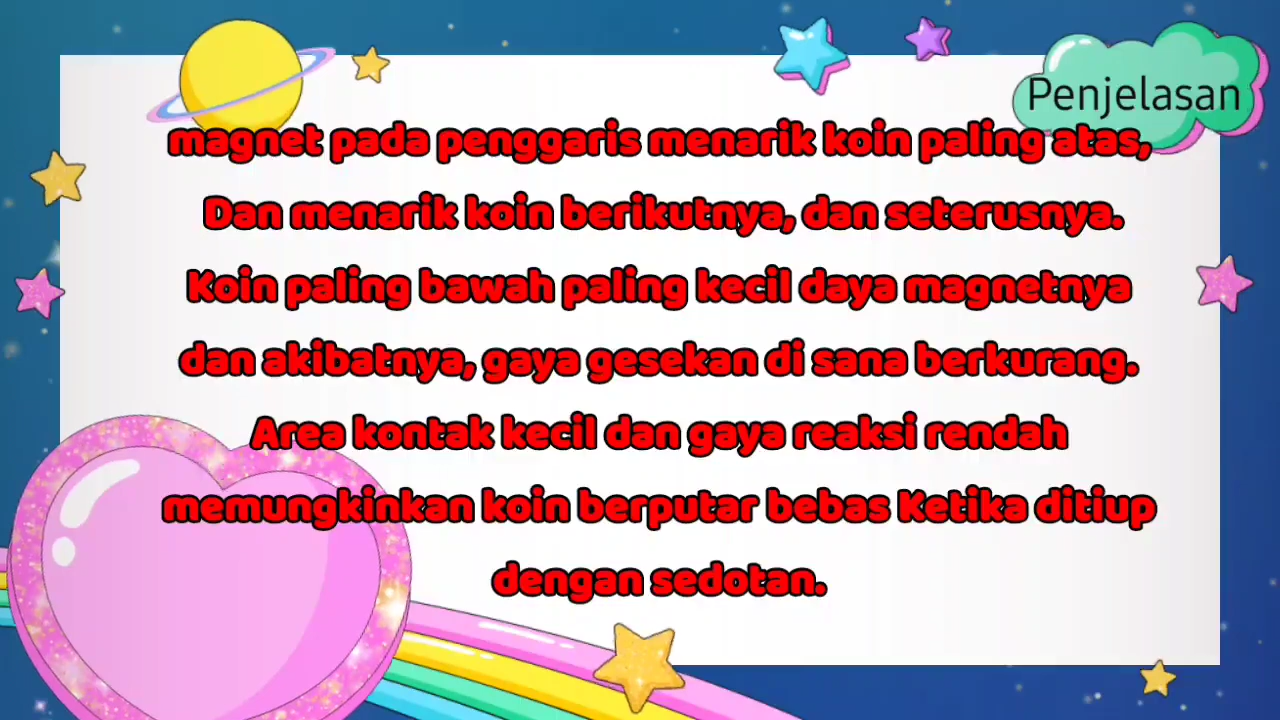 Penjelasan
magnet pada penggaris menarik koin paling atas,
Dan menarik koin berikutnya, dan seterusnya.
Koin paling bawah paling kecil daya magnetnya
dan akibatnya, gaya gesekan di sana berkurang.
Area kontak kecil dan gaya reaksi rendah
memungkinkan koin berputar bebas Ketika ditiup
dengan sedotan.